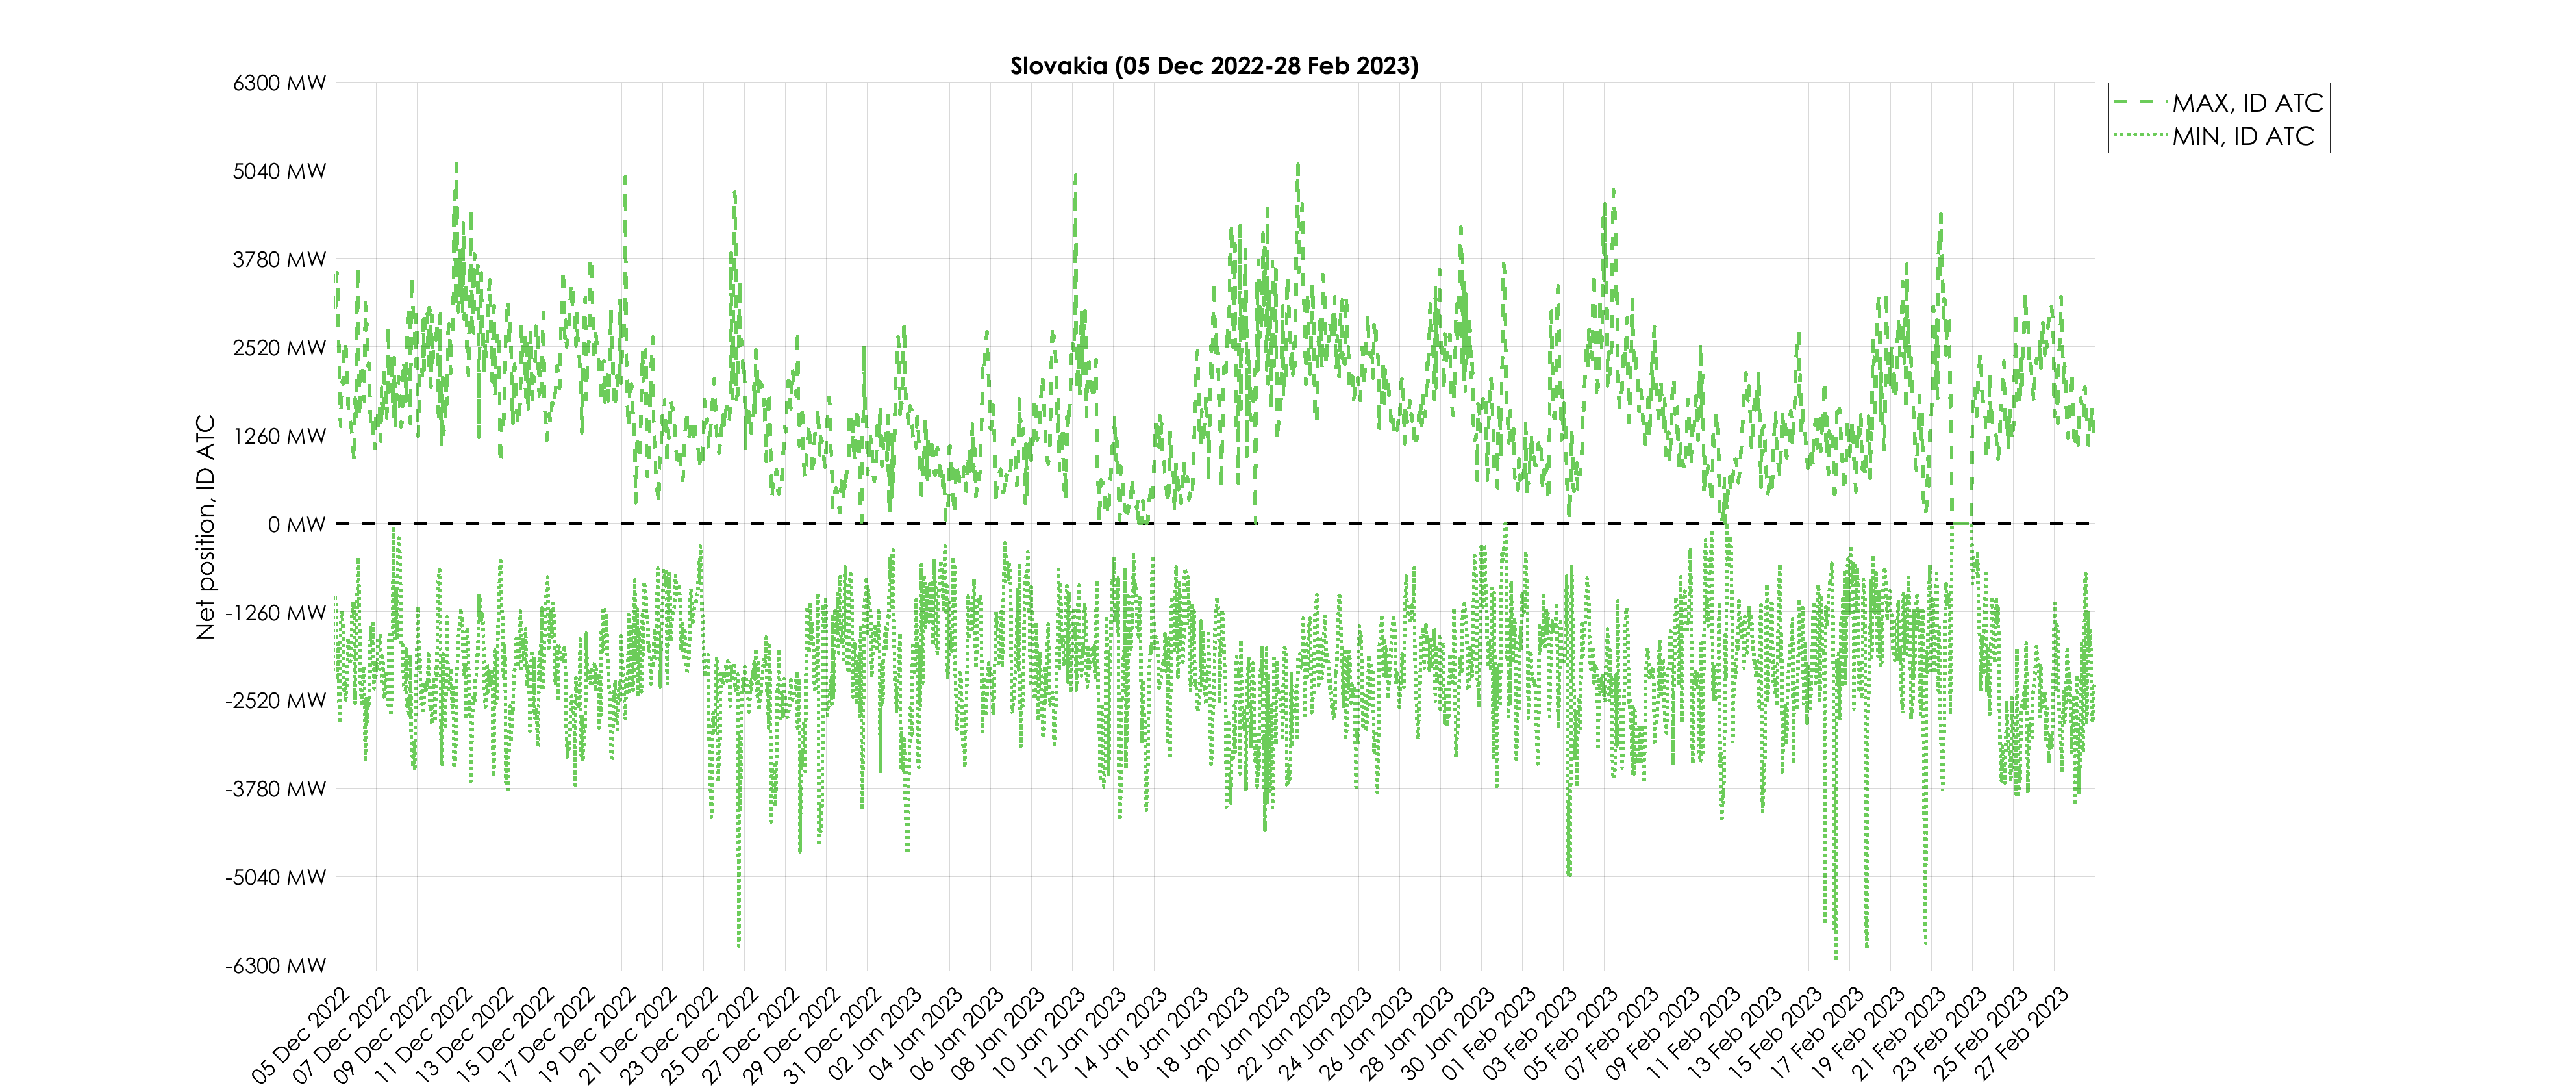 Slovakia (05 Dec 2022-28 Feb 2023)
6300 MW
5040 MW
3780 MW
2520 MW
1260 MW
0 MW
-1260 MW
-2520 MW
-3780 MW
-5040 MW
-6300 MW
Net position, ID ATC
MAX, ID ATC
MIN, ID ATC
05 Dec 2022
07 Dec 2022
09 Dec 2022
11 Dec 2022
13 Dec 2022
15 Dec 2022
17 Dec 2022
19 Dec 2022
21 Dec 2022
23 Dec 2022
25 Dec 2022
27 Dec 2022
29 Dec 2022
31 Dec 2022
02 Jan 2023
04 Jan 2023
06 Jan 2023
08 Jan 2023
10 Jan 2023
12 Jan 2023
14 Jan 2023
16 Jan 2023
18 Jan 2023
20 Jan 2023
22 Jan 2023
24 Jan 2023
26 Jan 2023
28 Jan 2023
30 Jan 2023
01 Feb 2023
03 Feb 2023
05 Feb 2023
07 Feb 2023
09 Feb 2023
11 Feb 2023
13 Feb 2023
15 Feb 2023
17 Feb 2023
19 Feb 2023
21 Feb 2023
23 Feb 2023
25 Feb 2023
27 Feb 2023